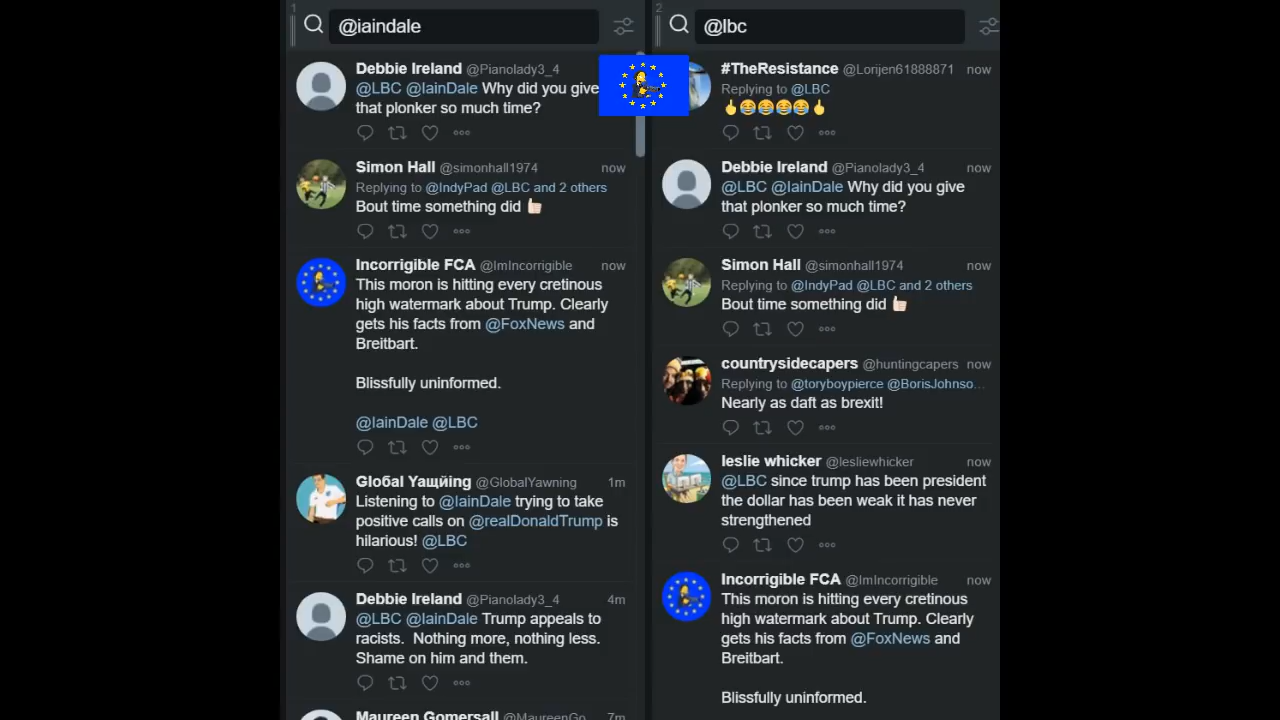 1
@iaindale
Debbie Ireland @Pianolady3_4
@LBC @IainDale Why did you give
that plonker so much time?
Simon Hall @simonhall1974 now
Replying to @IndyPad @LBC and 2 others
Bout time something did 👍🏻
Incorrigible FCA @ImIncorrigible now
This moron is hitting every cretinous
high watermark about Trump. Clearly
gets his facts from @FoxNews and
Breitbart.
Blissfully uninformed.
@IainDale @LBC
Gloбal Yaщйing @GlobalYawning 1m
Listening to @IainDale trying to take
positive calls on @realDonaldTrump is
hilarious! @LBC
Debbie Ireland @Pianolady3_4 4m
@LBC @IainDale Trump appeals to
racists. Nothing more, nothing less.
Shame on him and them.
Maureen Gomersall @MaureenGo 7m
2
@lbc
#TheResistance @Lorijen61888871 now
Replying to @LBC
🖕😂😂😂😂🖕
Debbie Ireland @Pianolady3_4 now
@LBC @IainDale Why did you give
that plonker so much time?
Simon Hall @simonhall1974 now
Replying to @IndyPad @LBC and 2 others
Bout time something did 👍🏻
countrysidecapers @huntingcapers now
Replying to @toryboypierce @BorisJohnso…
Nearly as daft as brexit!
leslie whicker @lesliewhicker now
@LBC since trump has been president
the dollar has been weak it has never
strengthened
Incorrigible FCA @ImIncorrigible now
This moron is hitting every cretinous
high watermark about Trump. Clearly
gets his facts from @FoxNews and
Breitbart.
Blissfully uninformed.